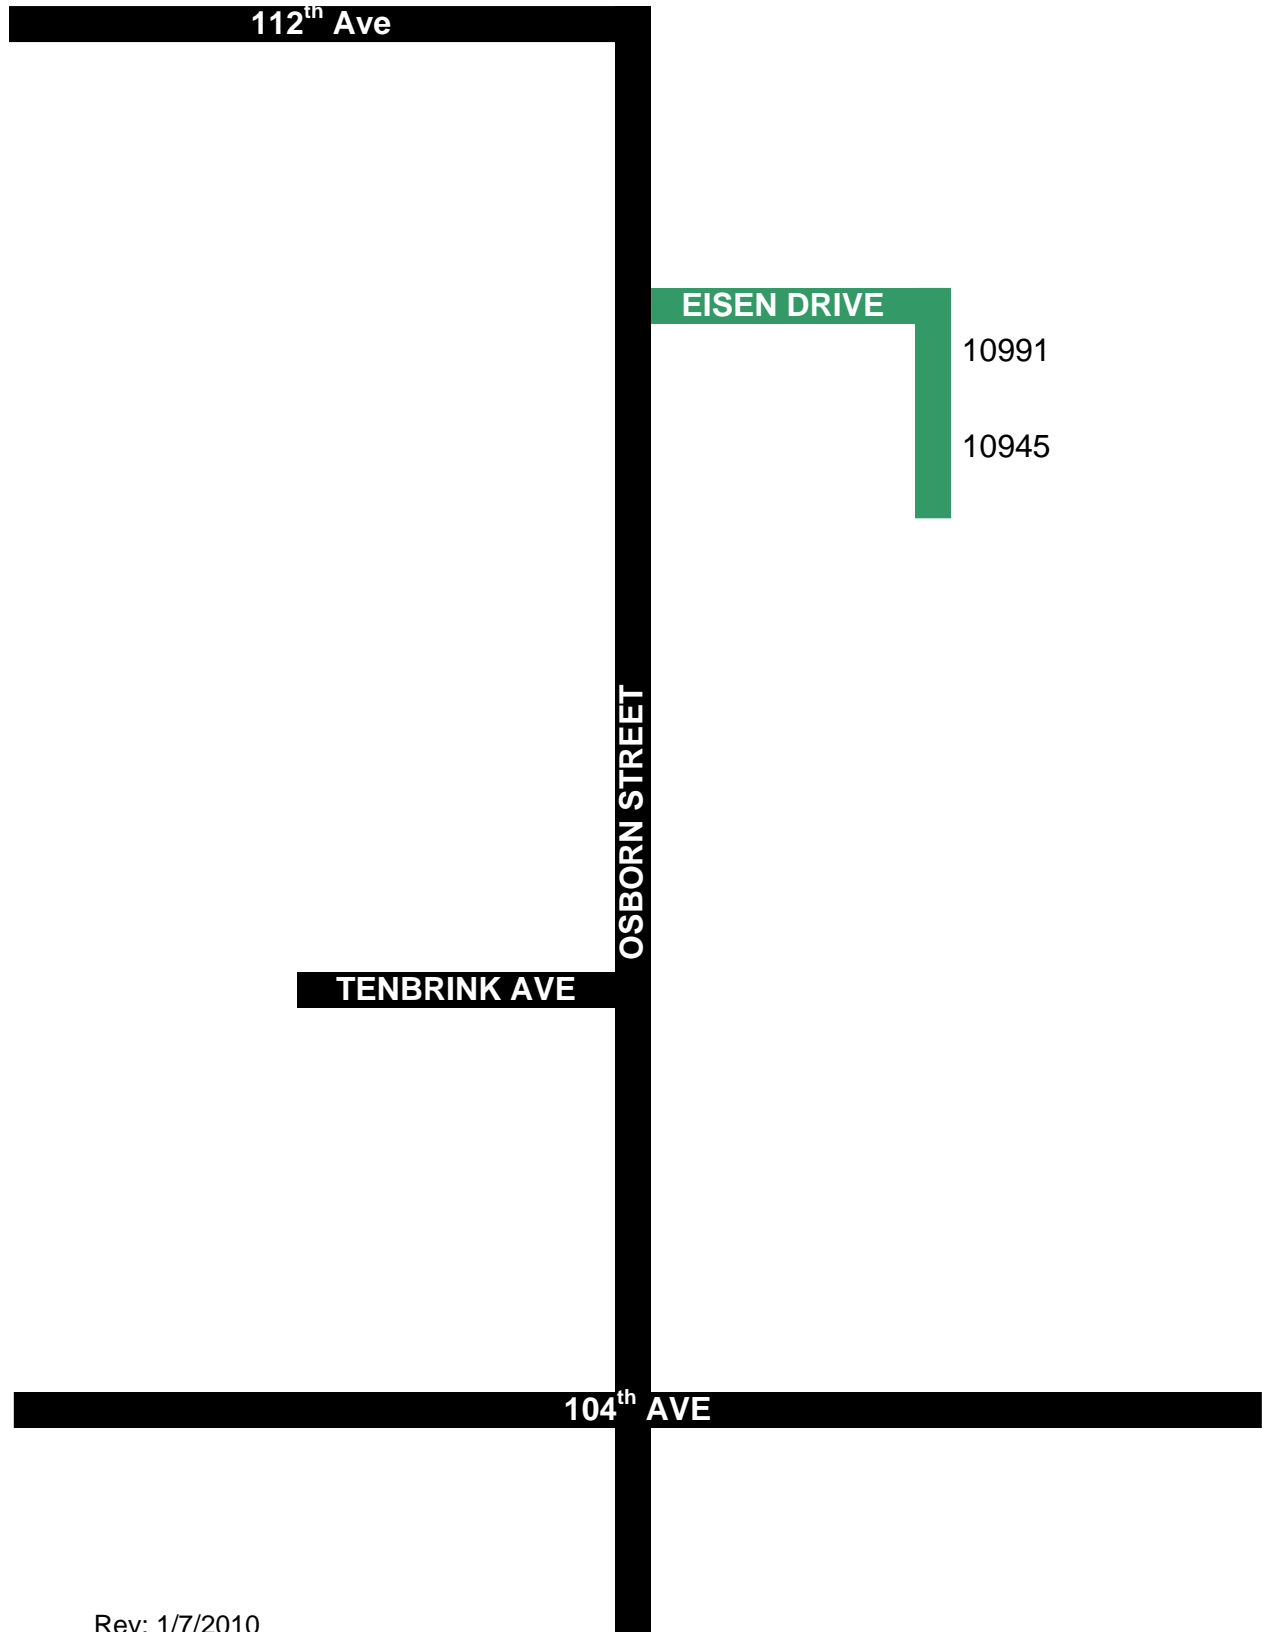 112th Ave
EISEN DRIVE
10991
10945
OSBORN STREET
TENBRINK AVE
104th AVE
Rev: 1/7/2010